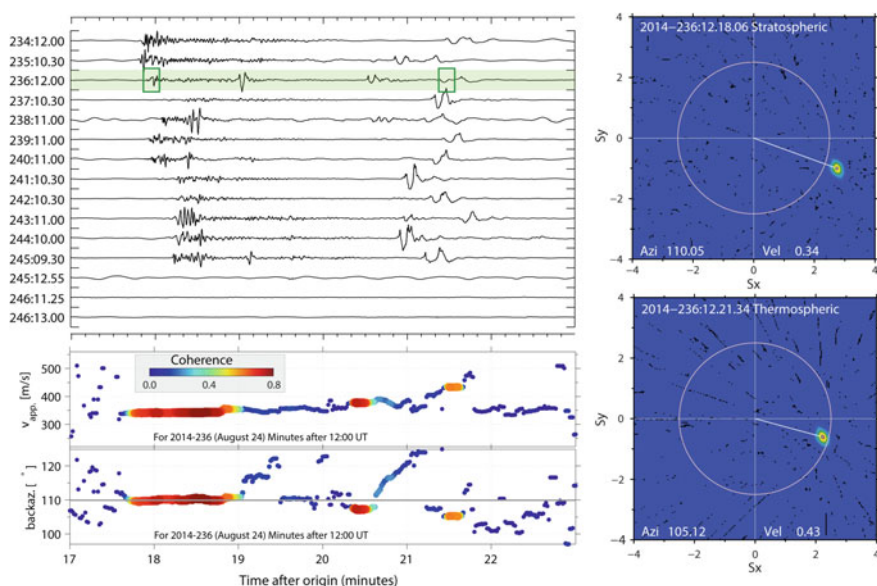 234:12.00
235:10.30
236:12.00
237:10.30
238:11.00
239:11.00
240:11.00
241:10.30
242:10.30
243:11.00
244:10.00
245:09.30
245:12.55
246:11.25
246:13.00
500
400
300
v app. [m/s]
Coherence
0.0 0.4 0.8
For 2014-236 (August 24) Minutes after 12:00 UT
120
110
100
backaz. [ ° ]
For 2014-236 (August 24) Minutes after 12:00 UT
17 18 19 20 21 22
Time after origin (minutes)
2014-236:12.18.06 Stratospheric
4
2
0
-2
-4
Sy
Azi 110.05 Vel 0.34
-4 -2 0 2 4
Sx
2014-236:12.21.34 Thermospheric
4
2
0
-2
-4
Sy
Azi 105.12 Vel 0.43
-4 -2 0 2 4
Sx